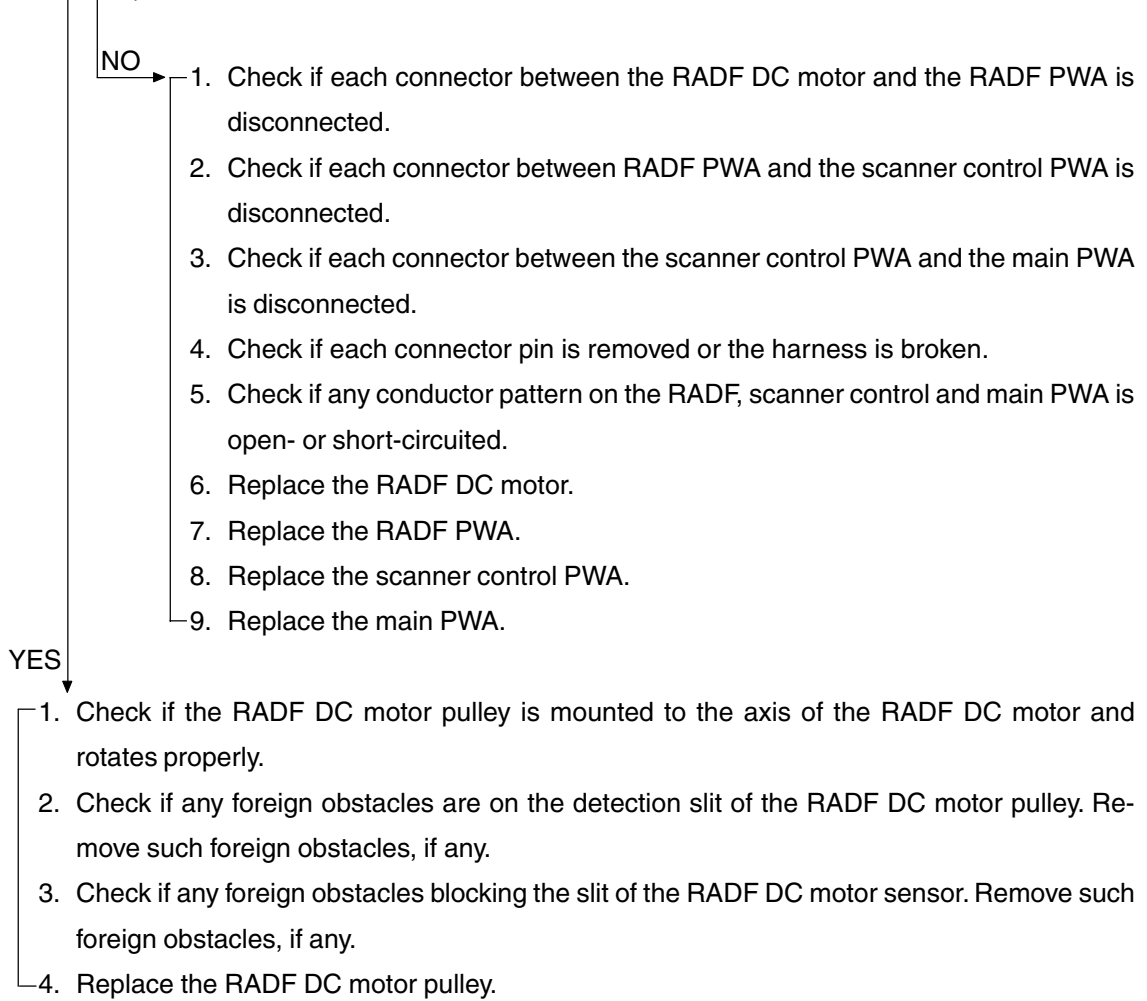 NO
1. Check if each connector between the RADF DC motor and the RADF PWA is
disconnected.
2. Check if each connector between RADF PWA and the scanner control PWA is
disconnected.
3. Check if each connector between the scanner control PWA and the main PWA
is disconnected.
4. Check if each connector pin is removed or the harness is broken.
5. Check if any conductor pattern on the RADF, scanner control and main PWA is
open- or short-circuited.
6. Replace the RADF DC motor.
7. Replace the RADF PWA.
8. Replace the scanner control PWA.
9. Replace the main PWA.
YES
1. Check if the RADF DC motor pulley is mounted to the axis of the RADF DC motor and
rotates properly.
2. Check if any foreign obstacles are on the detection slit of the RADF DC motor pulley. Re-
move such foreign obstacles, if any.
3. Check if any foreign obstacles blocking the slit of the RADF DC motor sensor. Remove such
foreign obstacles, if any.
4. Replace the RADF DC motor pulley.